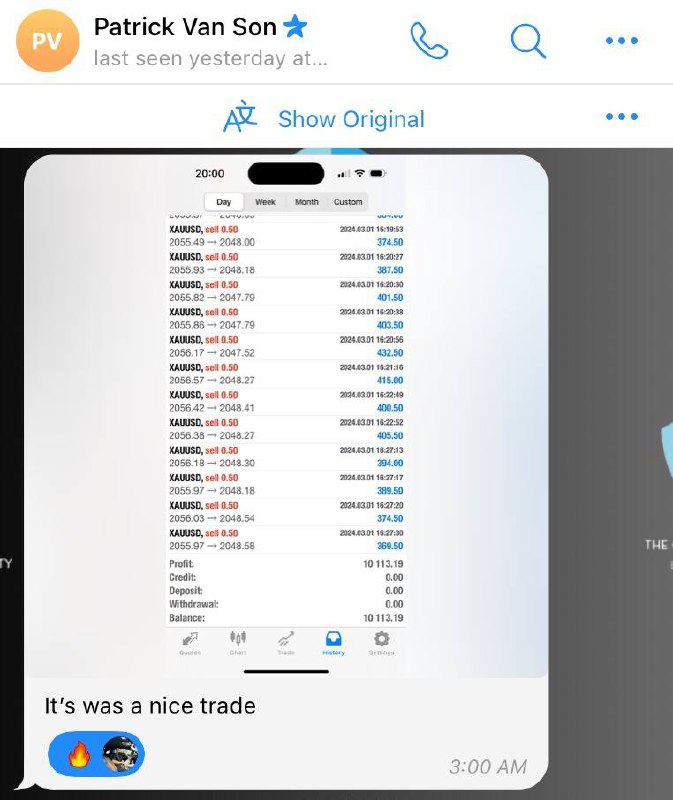 PV
Patrick Van Son
last seen yesterday at...
Show Original
20:00
Day Week Month Custom
XAUUSD, sell 0.50 2024.03.01 16:19:53
2055.49 → 2048.00 374.50
XAUUSD, sell 0.50 2024.03.01 16:20:27
2055.93 → 2048.18 387.50
XAUUSD, sell 0.50 2024.03.01 16:20:30
2055.82 → 2047.79 401.50
XAUUSD, sell 0.50 2024.03.01 16:20:38
2055.86 → 2047.79 403.50
XAUUSD, sell 0.50 2024.03.01 16:20:56
2056.17 → 2047.52 432.50
XAUUSD, sell 0.50 2024.03.01 16:21:16
2056.57 → 2048.27 415.00
XAUUSD, sell 0.50 2024.03.01 16:22:49
2056.42 → 2048.41 400.50
XAUUSD, sell 0.50 2024.03.01 16:22:52
2056.38 → 2048.27 405.50
XAUUSD, sell 0.50 2024.03.01 16:27:13
2056.18 → 2048.30 394.00
XAUUSD, sell 0.50 2024.03.01 16:27:17
2055.97 → 2048.18 389.50
XAUUSD, sell 0.50 2024.03.01 16:27:20
2056.03 → 2048.54 374.50
XAUUSD, sell 0.50 2024.03.01 16:27:30
2055.97 → 2048.58 369.50
Profit: 10 113.19
Credit: 0.00
Deposit: 0.00
Withdrawal: 0.00
Balance: 10 113.19
Quotes Chart Trade History Settings
TY
THE
It's was a nice trade
3:00 AM